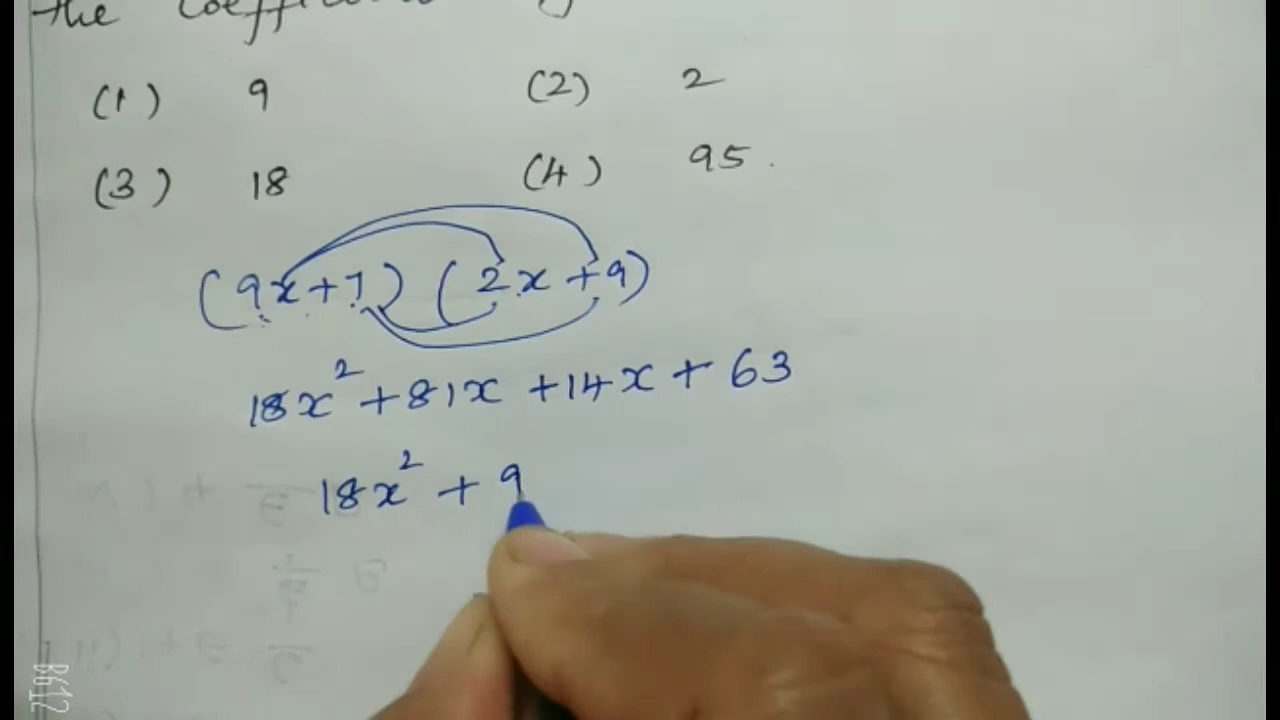 the
(1) 9 (2) 2
(3) 18 (4) 95.
(9x+7) (2x+9)
18x² +81x +14x + 63
18x² + 9
B612